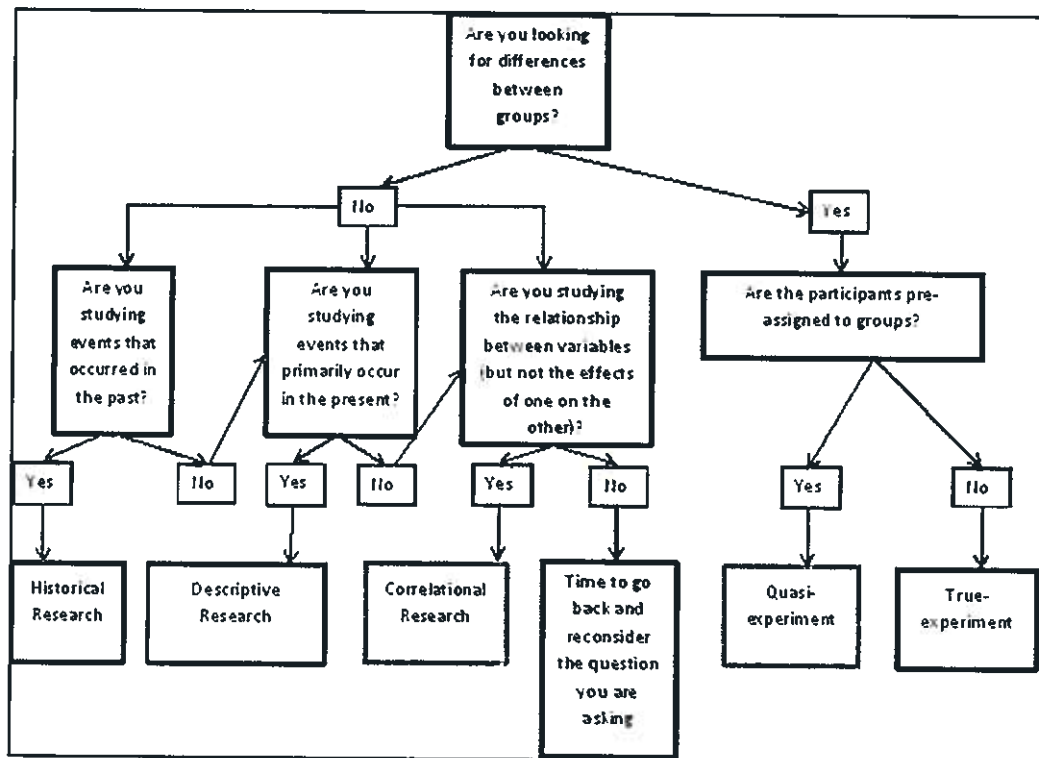 Are you looking
for differences
between
groups?
No
Yes
Are you
studying
events that
occurred in
the past?
Are you
studying
events that
primarily occur
in the present?
Are you studying
the relationship
between variables
(but not the effects
of one on the
other)?
Are the participants pre-
assigned to groups?
Yes
No
Yes
No
Yes
No
Yes
No
Historical
Research
Descriptive
Research
Correlational
Research
Time to go
back and
reconsider
the question
you are
asking
Quasi-
experiment
True-
experiment